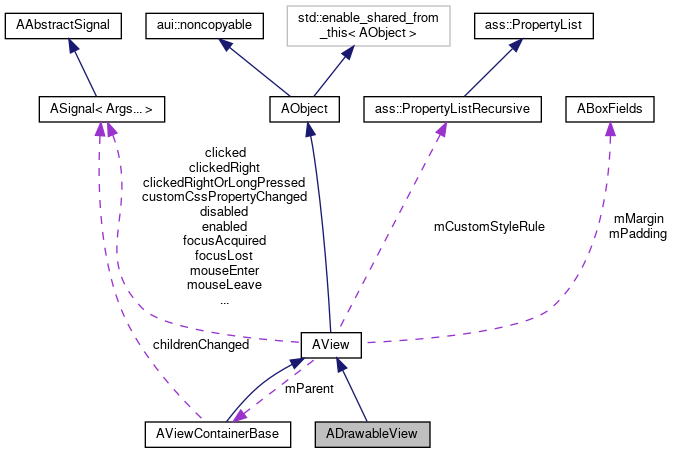 AAbstractSignal
aui::noncopyable
std::enable_shared_from
_this< AObject >
ass::PropertyList
ASignal< Args... >
AObject
ass::PropertyListRecursive
ABoxFields
clicked
clickedRight
clickedRightOrLongPressed
customCssPropertyChanged
disabled
enabled
focusAcquired
focusLost
mouseEnter
mouseLeave
...
mCustomStyleRule
mMargin
mPadding
childrenChanged
AView
mParent
AViewContainerBase
ADrawableView